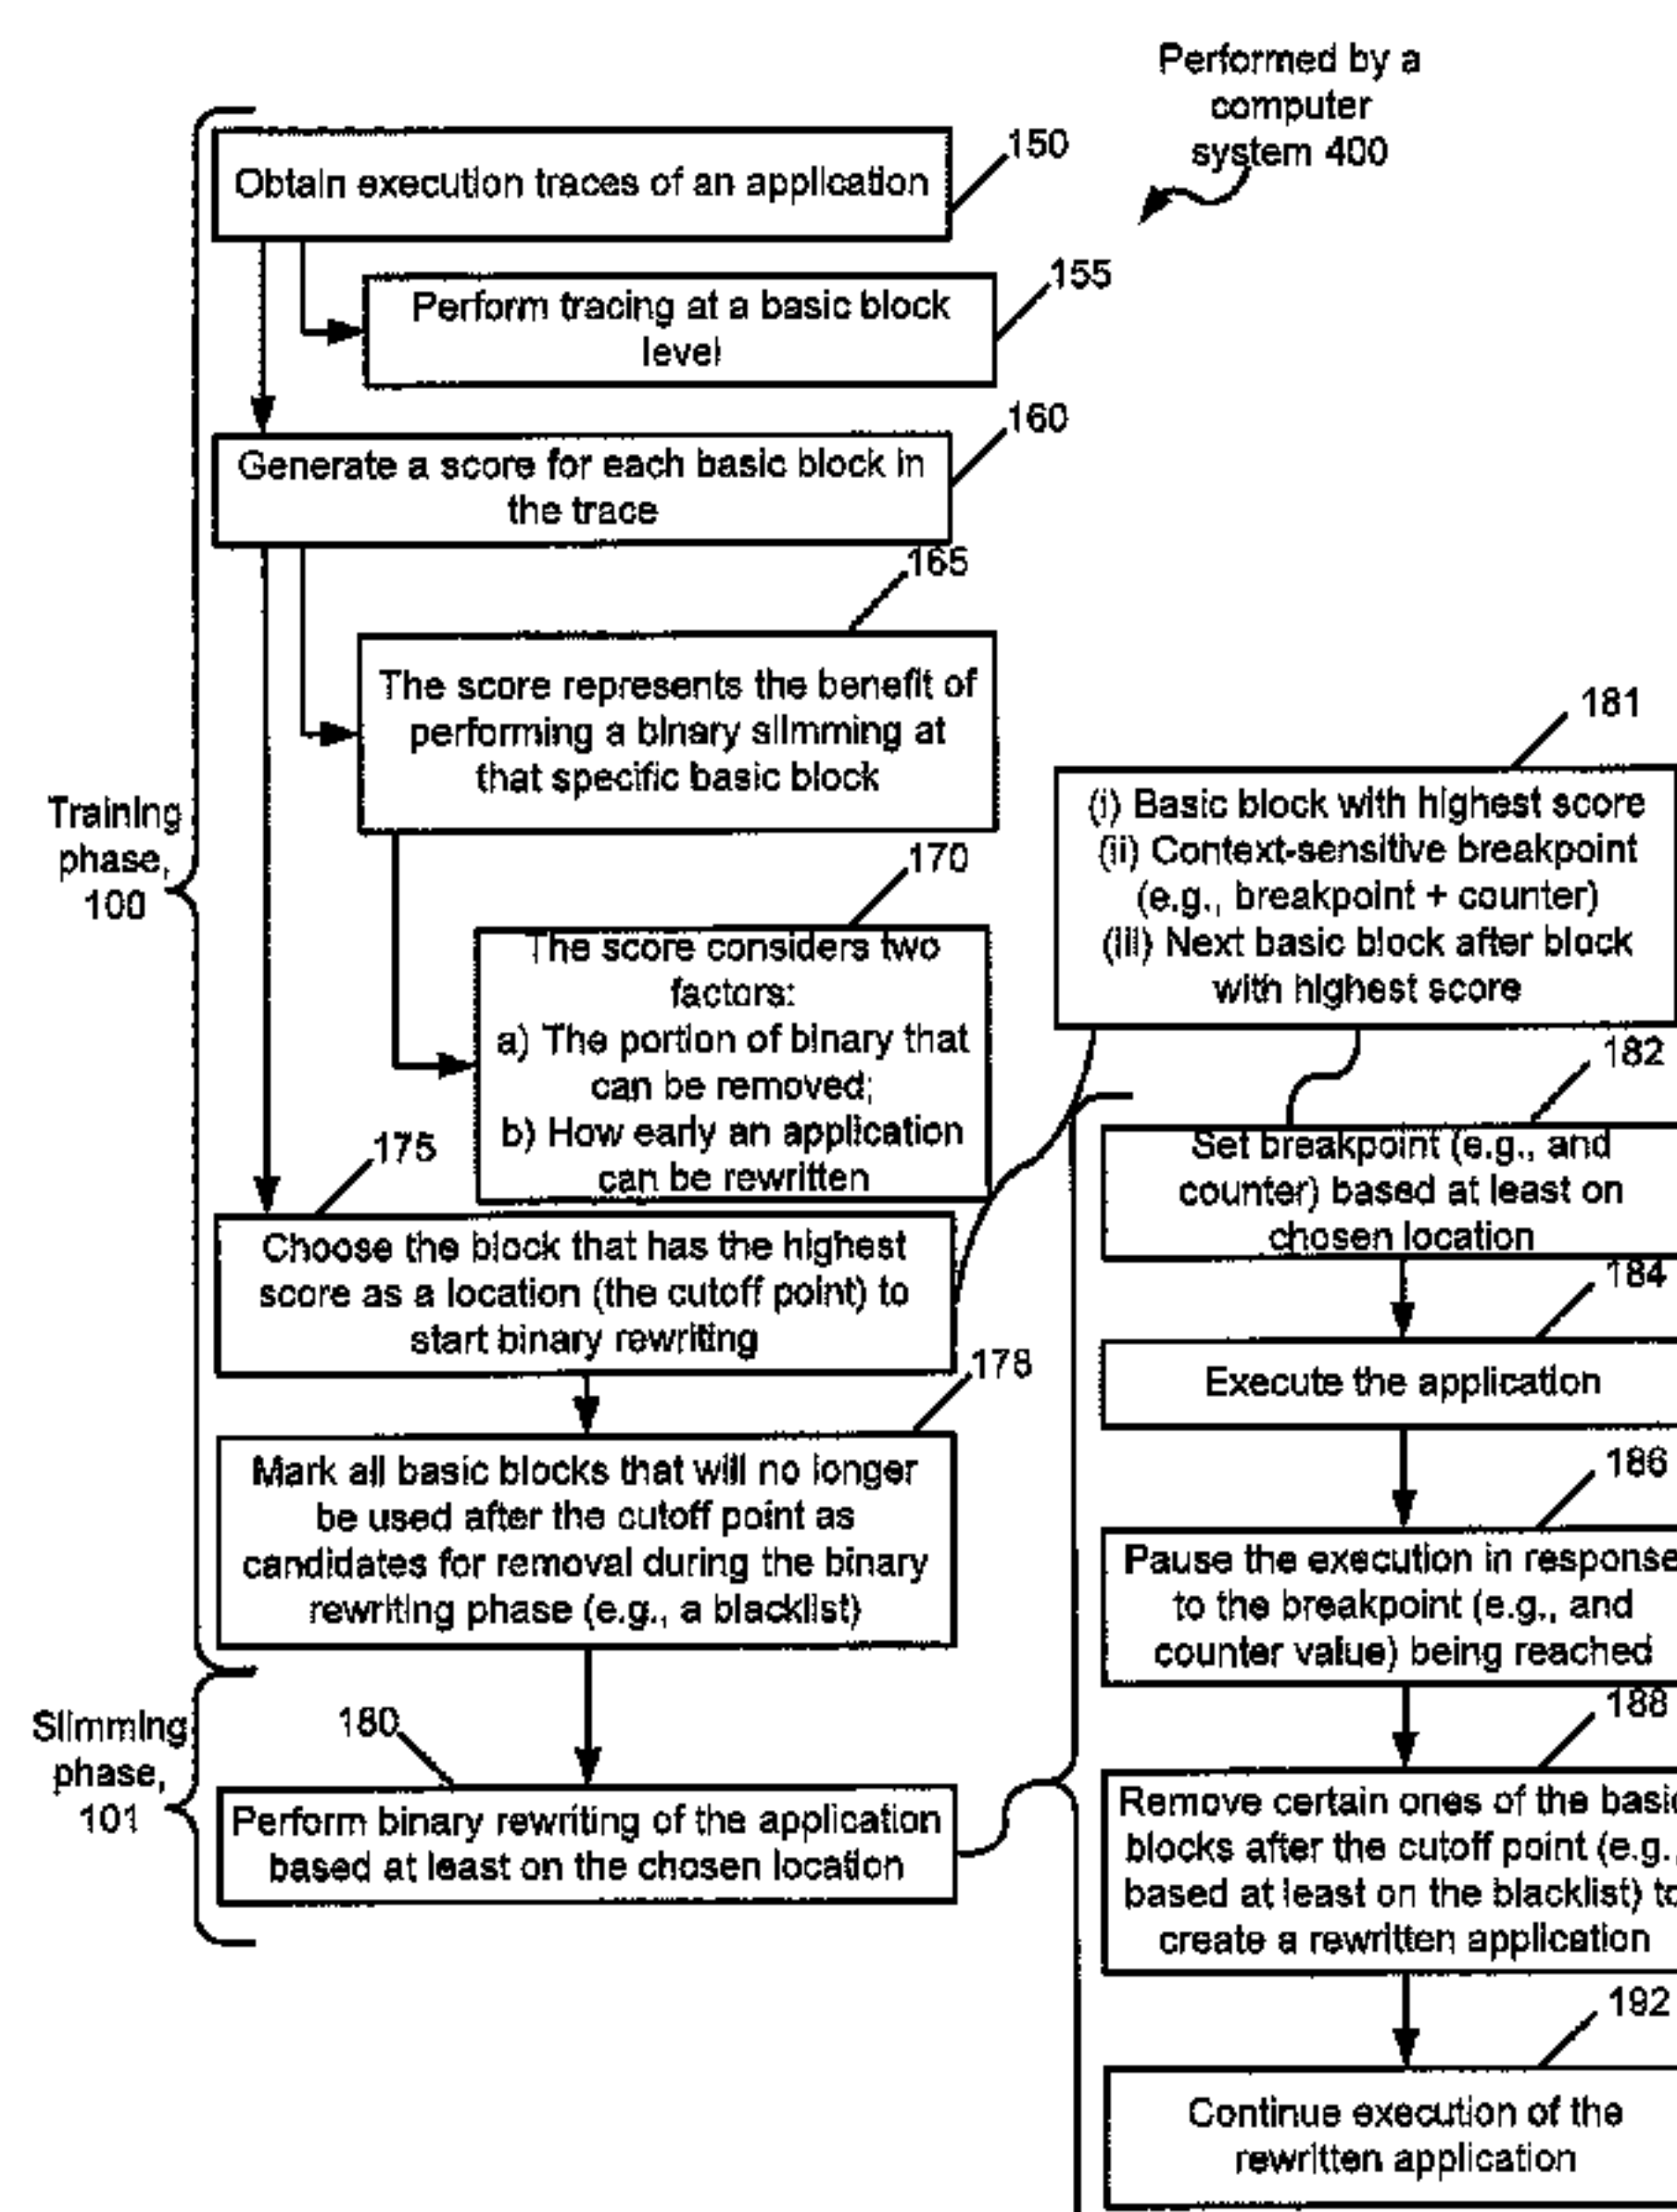 Performed by a
computer
system 400
150
Obtain execution traces of an application
155
Perform tracing at a basic block
level
160
Generate a score for each basic block in
the trace
165
The score represents the benefit of
performing a binary slimming at
that specific basic block
Training
phase,
100
170
The score considers two
factors:
a) The portion of binary that
can be removed;
b) How early an application
can be rewritten
175
Choose the block that has the highest
score as a location (the cutoff point) to
start binary rewriting
178
Mark all basic blocks that will no longer
be used after the cutoff point as
candidates for removal during the binary
rewriting phase (e.g., a blacklist)
Slimming
phase,
101
180
Perform binary rewriting of the application
based at least on the chosen location
181
(i) Basic block with highest score
(ii) Context-sensitive breakpoint
(e.g., breakpoint + counter)
(iii) Next basic block after block
with highest score
182
Set breakpoint (e.g., and
counter) based at least on
chosen location
184
Execute the application
186
Pause the execution in response
to the breakpoint (e.g., and
counter value) being reached
188
Remove certain ones of the basic
blocks after the cutoff point (e.g.,
based at least on the blacklist) to
create a rewritten application
192
Continue execution of the
rewritten application